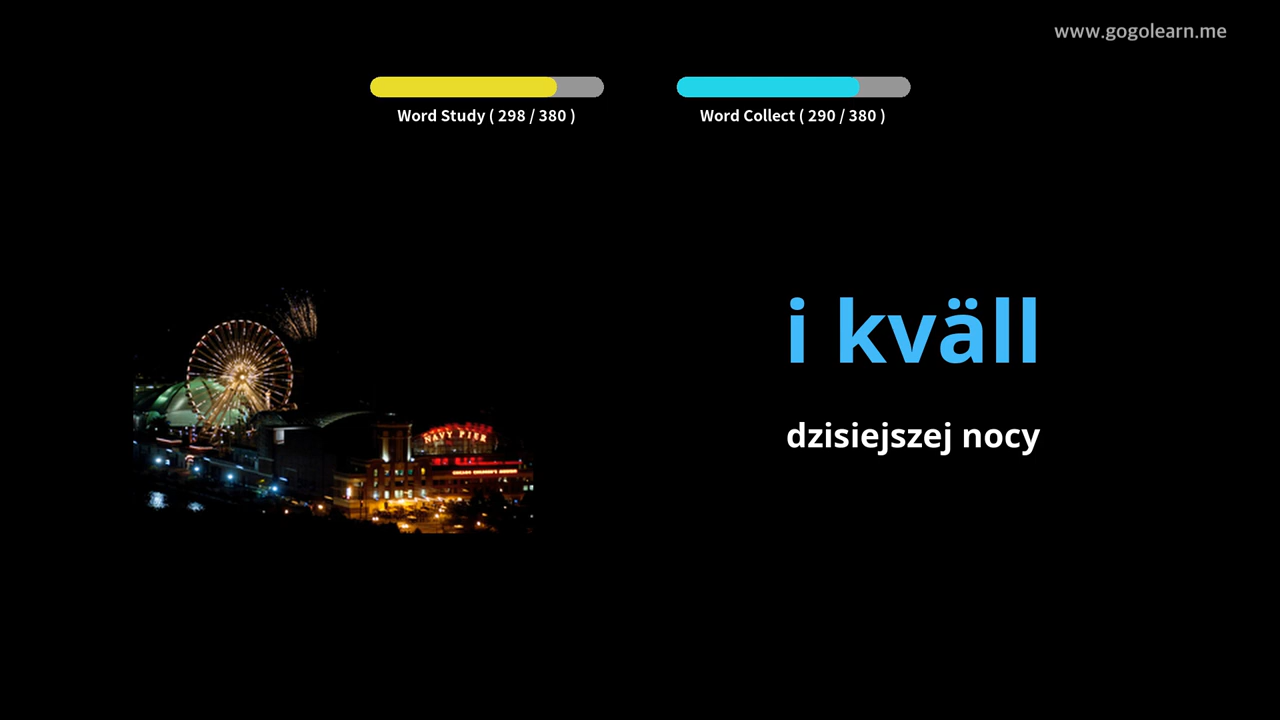 www.gogolearn.me
Word Study ( 298 / 380 )
Word Collect ( 290 / 380 )
i kväll
dzisiejszej nocy
NAVY PIER